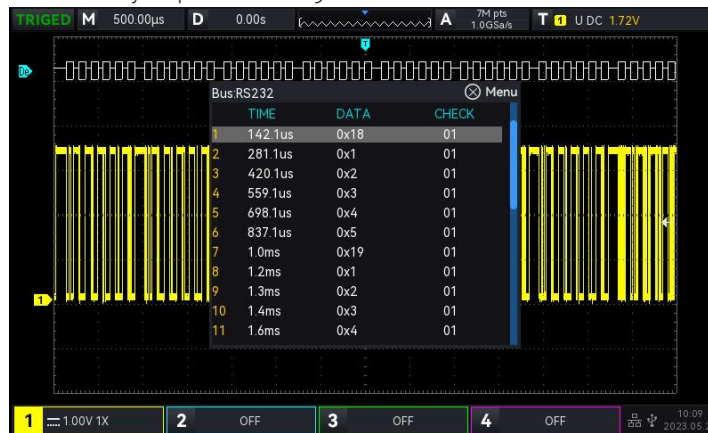 TRIGED M 500.00μs D 0.00s A 7M pts 1.0GSa/s T 1 U DC 1.72V
T
De
Bus:RS232 Menu
TIME DATA CHECK
1 142.1us 0x18 01
2 281.1us 0x1 01
3 420.1us 0x2 01
4 559.1us 0x3 01
5 698.1us 0x4 01
6 837.1us 0x5 01
7 1.0ms 0x19 01
8 1.2ms 0x1 01
9 1.3ms 0x2 01
10 1.4ms 0x3 01
11 1.6ms 0x4 01
1
1 1.00V 1X 2 OFF 3 OFF 4 OFF 10:09
2023.05.